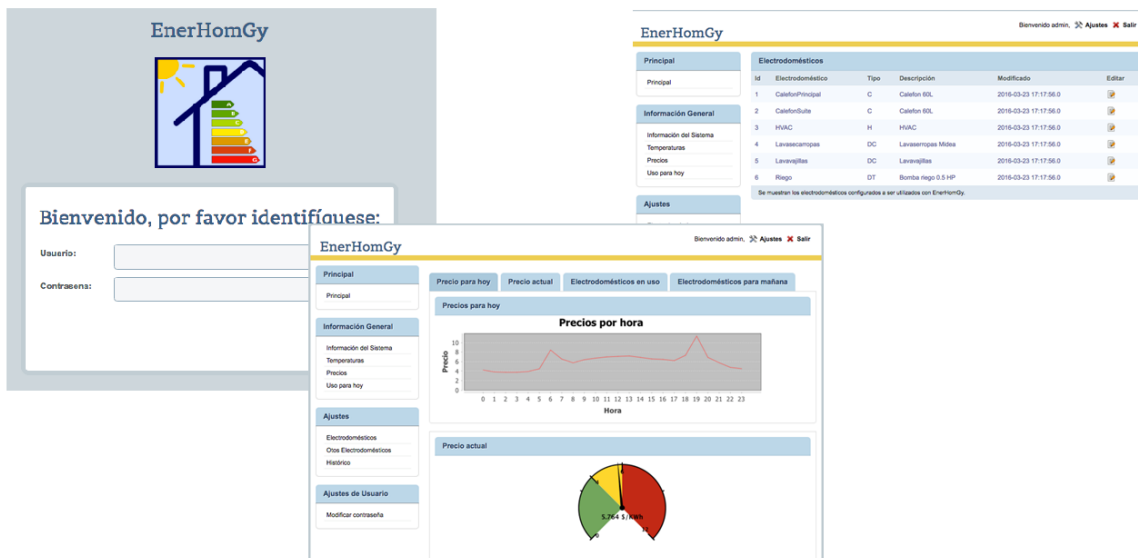 EnerHomGy
A
B
C
D
E
F
G
Bienvenido, por favor identifíquese:
Usuario:
Contrasena:
EnerHomGy
Bienvenido admin, Ajustes Salir
Principal
Principal
Información General
Información del Sistema
Temperaturas
Precios
Uso para hoy
Ajustes
Electrodomésticos
Id Electrodoméstico Tipo Descripción Modificado Editar
1 CalefonPrincipal C Calefon 60L 2016-03-23 17:17:56.0
2 CalefonSuite C Calefon 60L 2016-03-23 17:17:56.0
3 HVAC H HVAC 2016-03-23 17:17:56.0
4 Lavasecarropas DC Lavaserropas Midea 2016-03-23 17:17:56.0
5 Lavavajillas DC Lavavajillas 2016-03-23 17:17:56.0
6 Riego DT Bomba riego 0.5 HP 2016-03-23 17:17:56.0
Se muestran los electrodomésticos configurados a ser utilizados con EnerHomGy.
EnerHomGy
Bienvenido admin, Ajustes Salir
Principal
Principal
Información General
Información del Sistema
Temperaturas
Precios
Uso para hoy
Ajustes
Electrodomésticos
Otos Electrodomésticos
Histórico
Ajustes de Usuario
Modificar contraseña
Precio para hoy Precio actual Electrodomésticos en uso Electrodomésticos para mañana
Precios para hoy
Precios por hora
Precio
10
8
6
4
2
0
0 1 2 3 4 5 6 7 8 9 10 11 12 13 14 15 16 17 18 19 20 21 22 23
Hora
Precio actual
5.764 $/KWh
0
12